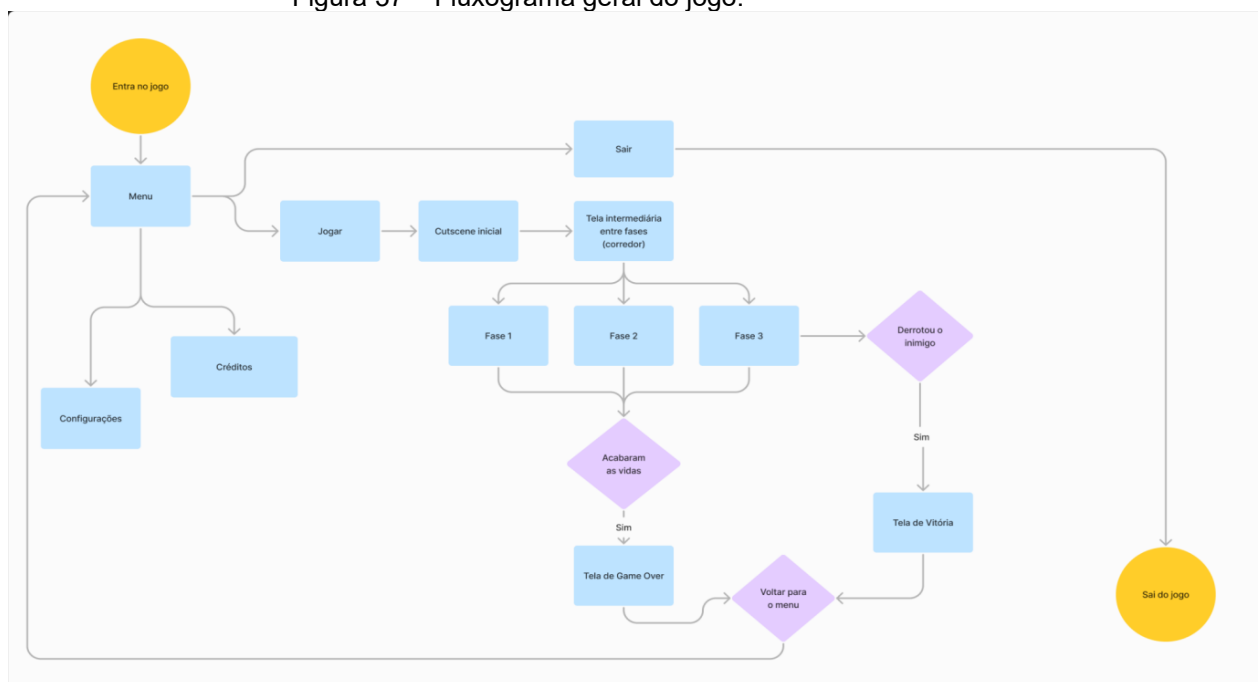 Figura 37 – Fluxograma geral do jogo.
Entra no jogo
Sair
Menu
Jogar
Cutscene inicial
Tela intermediária
entre fases
(corredor)
Fase 1
Fase 2
Fase 3
Derrotou o
inimigo
Créditos
Configurações
Sim
Acabaram
as vidas
Sim
Tela de Vitória
Tela de Game Over
Voltar para
o menu
Sai do jogo